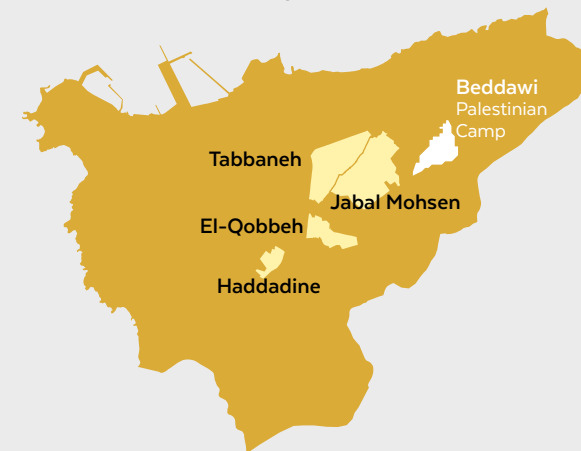 Beddawi
Palestinian
Camp
Tabbaneh
Jabal Mohsen
El-Qobbeh
Haddadine